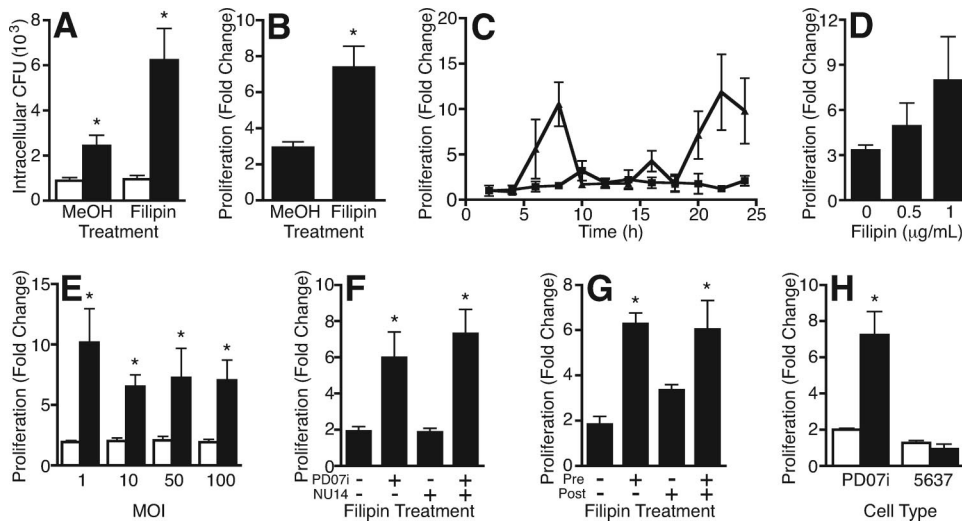 A
Intracellular CFU (10³)
8
6
4
2
0
*
*
MeOH Filipin
Treatment
B
Proliferation (Fold Change)
10
8
6
4
2
0
*
MeOH Filipin
Treatment
C
Proliferation (Fold Change)
20
15
10
5
0
0 5 10 15 20 25
Time (h)
D
Proliferation (Fold Change)
12
9
6
3
0
0 0.5 1
Filipin (μg/mL)
E
Proliferation (Fold Change)
15
10
5
0
* * * *
1 10 50 100
MOI
F
Proliferation (Fold Change)
10
8
6
4
2
0
* *
PD07i - + - +
NU14 - - + +
Filipin Treatment
G
Proliferation (Fold Change)
8
6
4
2
0
* *
Pre - + - +
Post - - + +
Filipin Treatment
H
Proliferation (Fold Change)
10
8
6
4
2
0
*
PD07i 5637
Cell Type